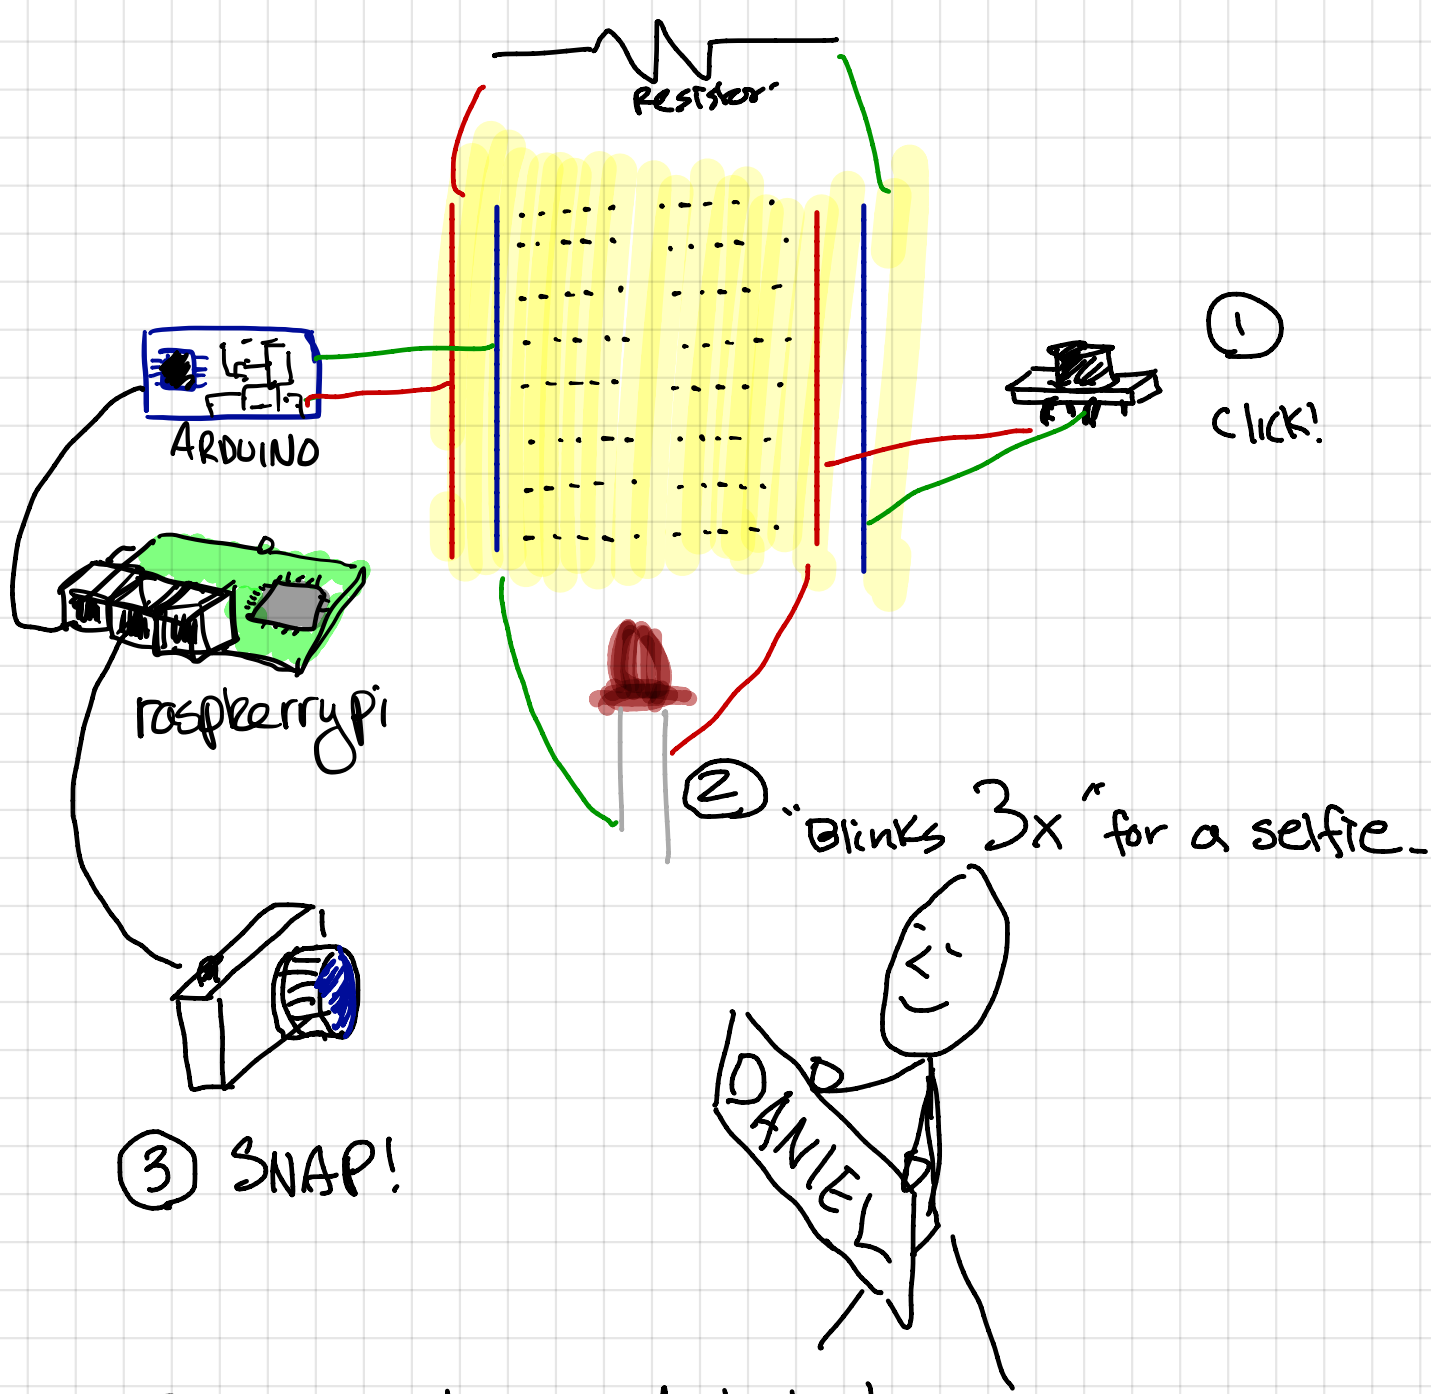 Resistor
1
CLICK!
ARDUINO
raspberry pi
2
"Blinks 3x" for a selfie
DANIEL
3 SNAP!